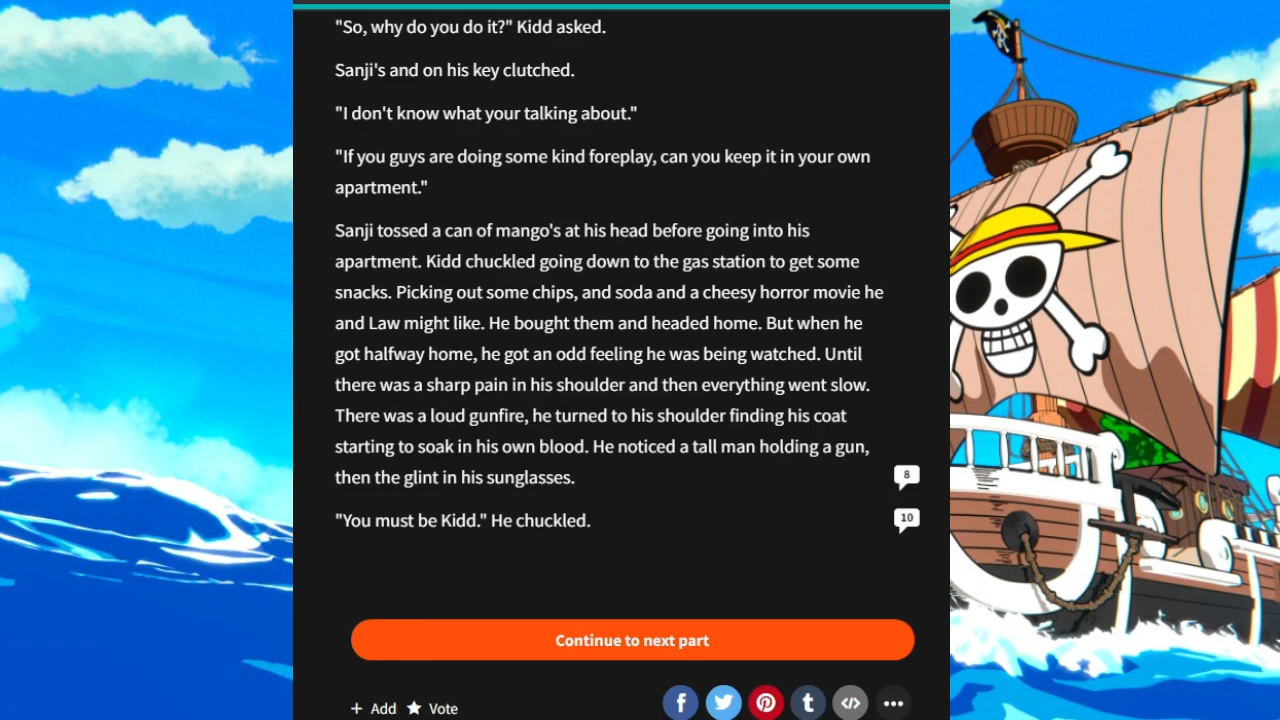 "So, why do you do it?" Kidd asked.
Sanji's and on his key clutched.
"I don't know what your talking about."
"If you guys are doing some kind foreplay, can you keep it in your own
apartment."
Sanji tossed a can of mango's at his head before going into his
apartment. Kidd chuckled going down to the gas station to get some
snacks. Picking out some chips, and soda and a cheesy horror movie he
and Law might like. He bought them and headed home. But when he
got halfway home, he got an odd feeling he was being watched. Until
there was a sharp pain in his shoulder and then everything went slow.
There was a loud gunfire, he turned to his shoulder finding his coat
starting to soak in his own blood. He noticed a tall man holding a gun,
then the glint in his sunglasses.
8
"You must be Kidd." He chuckled.
10
Continue to next part
+ Add ★ Vote